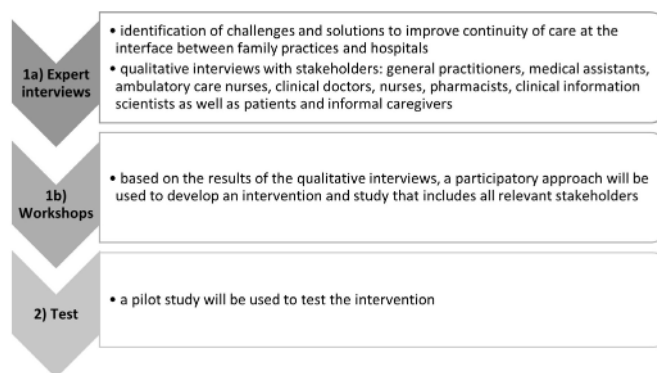 1a) Expert
interviews
• identification of challenges and solutions to improve continuity of care at the
interface between family practices and hospitals
• qualitative interviews with stakeholders: general practitioners, medical assistants,
ambulatory care nurses, clinical doctors, nurses, pharmacists, clinical information
scientists as well as patients and informal caregivers
1b)
Workshops
• based on the results of the qualitative interviews, a participatory approach will be
used to develop an intervention and study that includes all relevant stakeholders
2) Test
• a pilot study will be used to test the intervention